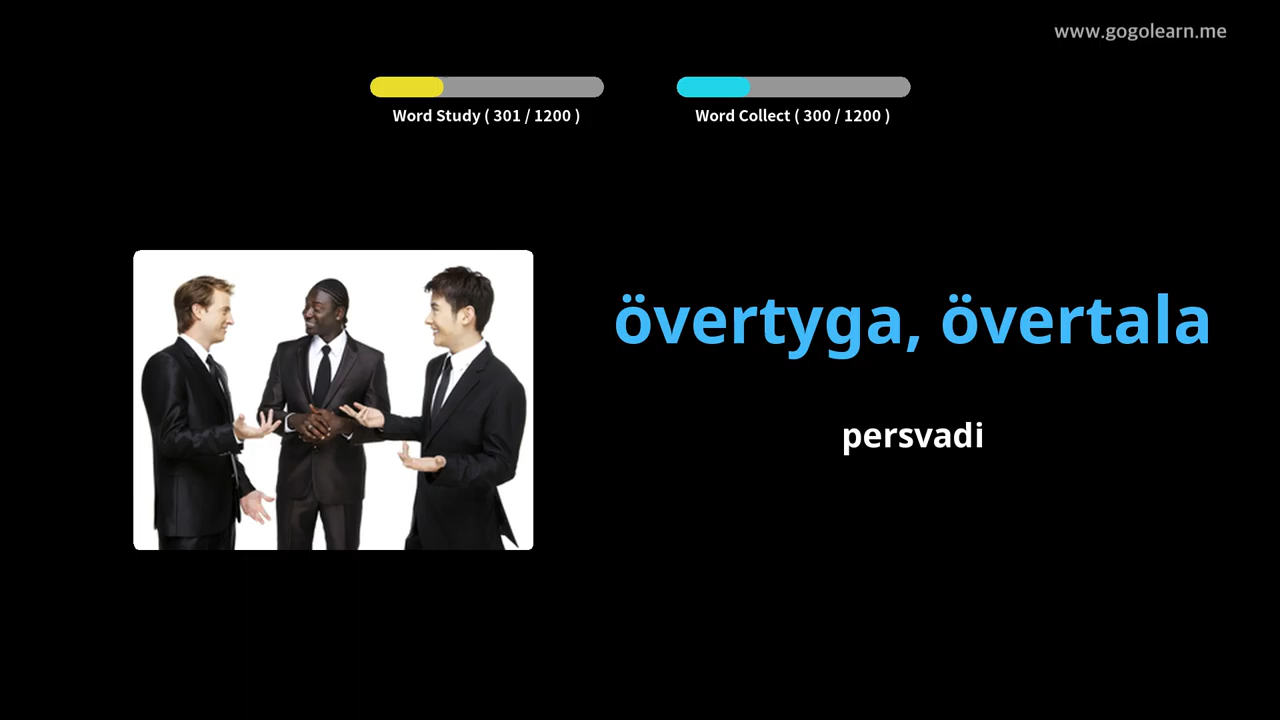 www.gogolearn.me
Word Study ( 301 / 1200 )
Word Collect ( 300 / 1200 )
övertyga, övertala
persvadi